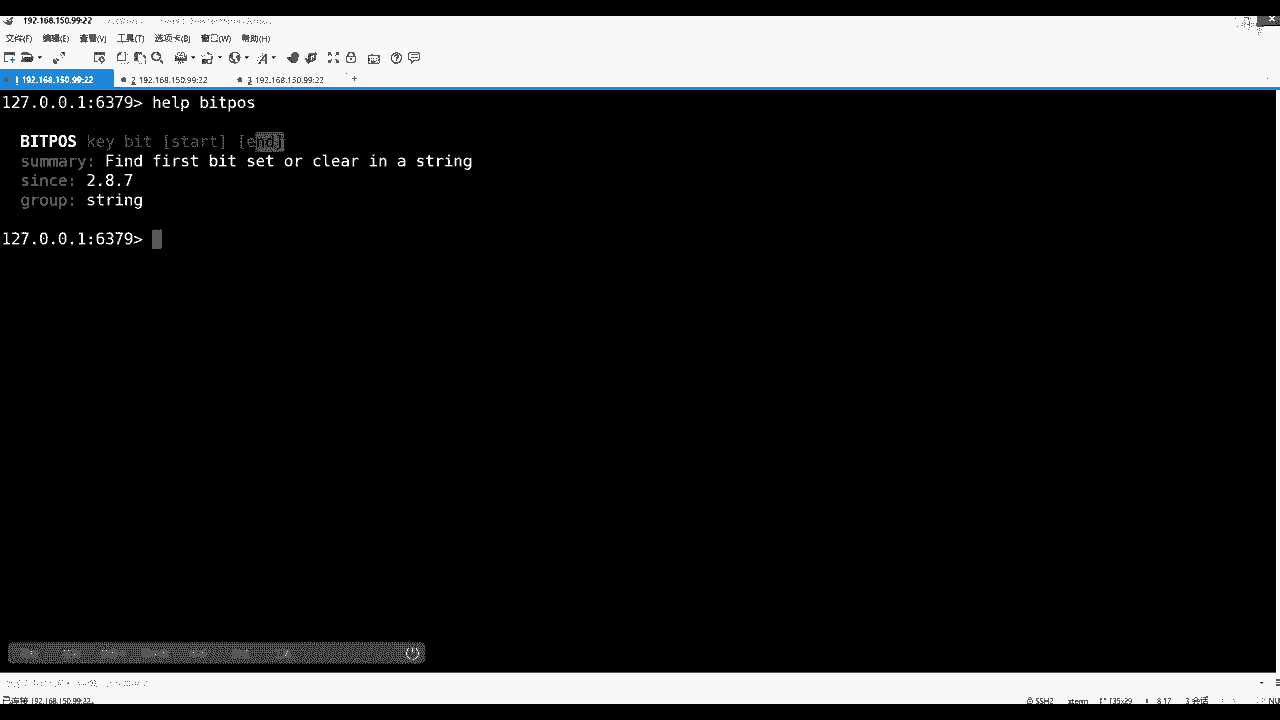 192.168.150.99:22
文件(F) 编辑(E) 查看(V) 工具(T) 选项卡(B) 窗口(W) 帮助(H)
1 192.168.150.99:22 2 192.168.150.99:22 3 192.168.150.99:22 +
127.0.0.1:6379> help bitpos
BITPOS key bit [start] [end]
summary: Find first bit set or clear in a string
since: 2.8.7
group: string
127.0.0.1:6379>
已连接 192.168.150.99:22。 SSH2 xterm 135x29 8,17 3 会话 NU